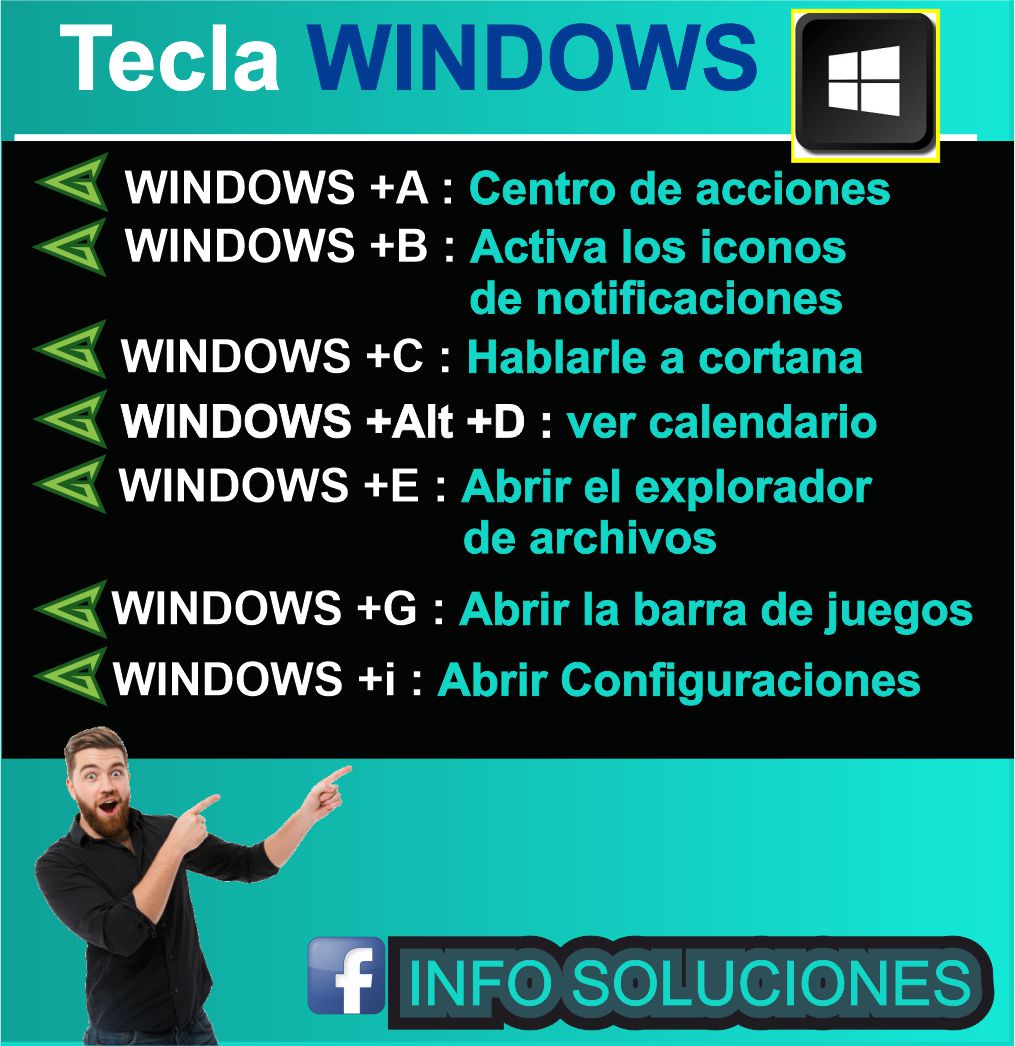 Tecla WINDOWS
WINDOWS +A : Centro de acciones
WINDOWS +B : Activa los iconos
de notificaciones
WINDOWS +C : Hablarle a cortana
WINDOWS +Alt +D : ver calendario
WINDOWS +E : Abrir el explorador
de archivos
WINDOWS +G : Abrir la barra de juegos
WINDOWS +i : Abrir Configuraciones
f INFO SOLUCIONES